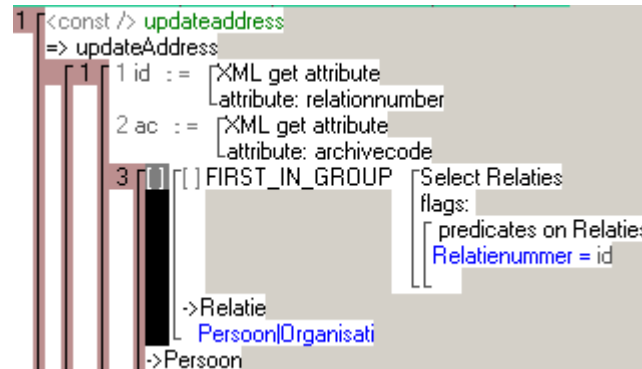 1 <const /> updateaddress
=> updateAddress
1 1 id := XML get attribute
attribute: relationnumber
2 ac := XML get attribute
attribute: archivecode
3 [ ] [ ] FIRST_IN_GROUP Select Relaties
flags:
predicates on Relaties
Relatienummer = id
->Relatie
Persoon|Organisati
->Persoon